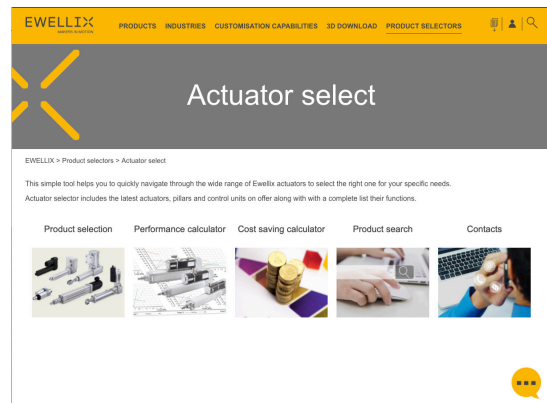 EWELLIX
MAKERS IN MOTION
PRODUCTS INDUSTRIES CUSTOMISATION CAPABILITIES 3D DOWNLOAD PRODUCT SELECTORS
Actuator select
EWELLIX > Product selectors > Actuator select
This simple tool helps you to quickly navigate through the wide range of Ewellix actuators to select the right one for your specific needs.
Actuator selector includes the latest actuators, pillars and control units on offer along with with a complete list their functions.
Product selection Performance calculator Cost saving calculator Product search Contacts